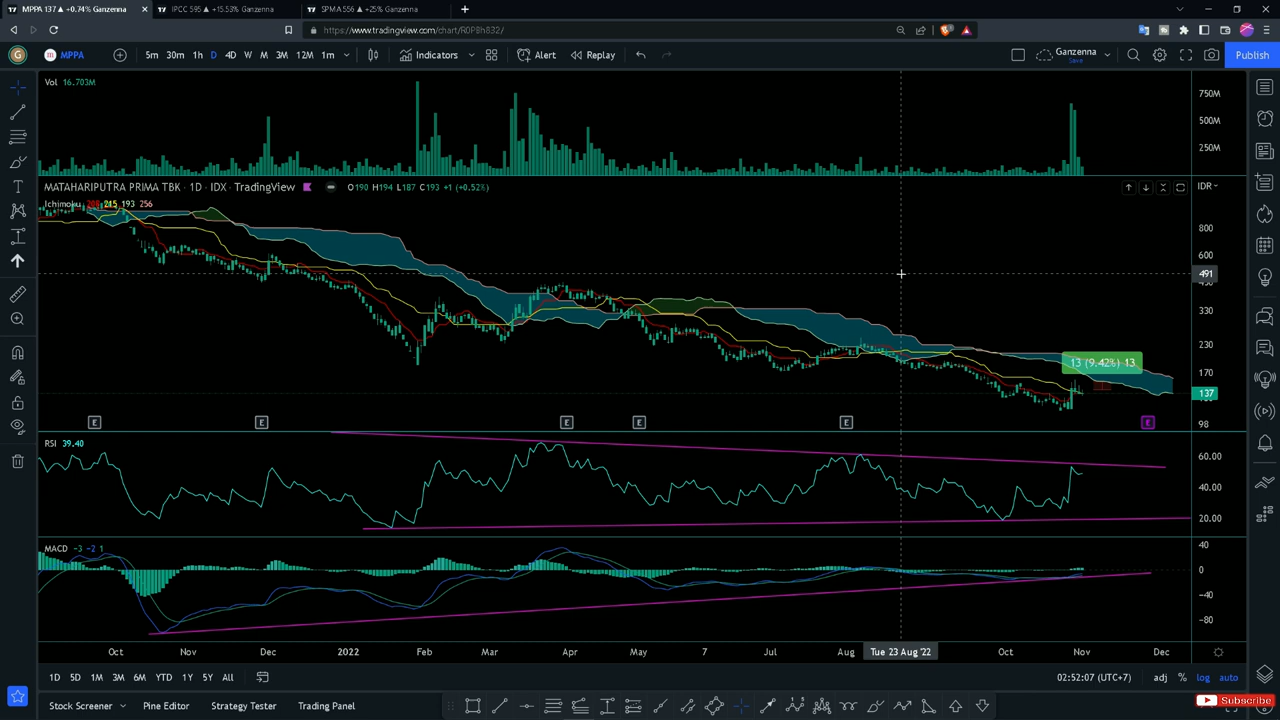 MPPA 137 ▲ +0.74% Ganzenna
IPCC 595 ▲ +15.53% Ganzenna
SPMA 556 ▲ +25% Ganzenna
https://www.tradingview.com/chart/R0PBh832/
G
MPPA
5m 30m 1h D 4D W M 3M 12M 1m
Indicators
Alert
Replay
Ganzenna
Save
Publish
Vol 16.703M
750M
500M
250M
MATAHARIPUTRA PRIMA TBK · 1D · IDX · TradingView
O190 H194 L187 C193 +1 (+0.52%)
IDR
Ichimoku 208 215 193 256
800
600
491
330
230
170
137
98
13 (9.42%) 13
E E E E E E
RSI 39.40
60.00
40.00
20.00
MACD −3 −2 1
40
0
−40
−80
Oct Nov Dec 2022 Feb Mar Apr May 7 Jul Aug Tue 23 Aug '22 Oct Nov Dec
1D 5D 1M 3M 6M YTD 1Y 5Y All
02:52:07 (UTC+7)
adj % log auto
Stock Screener
Pine Editor
Strategy Tester
Trading Panel
Subscribe